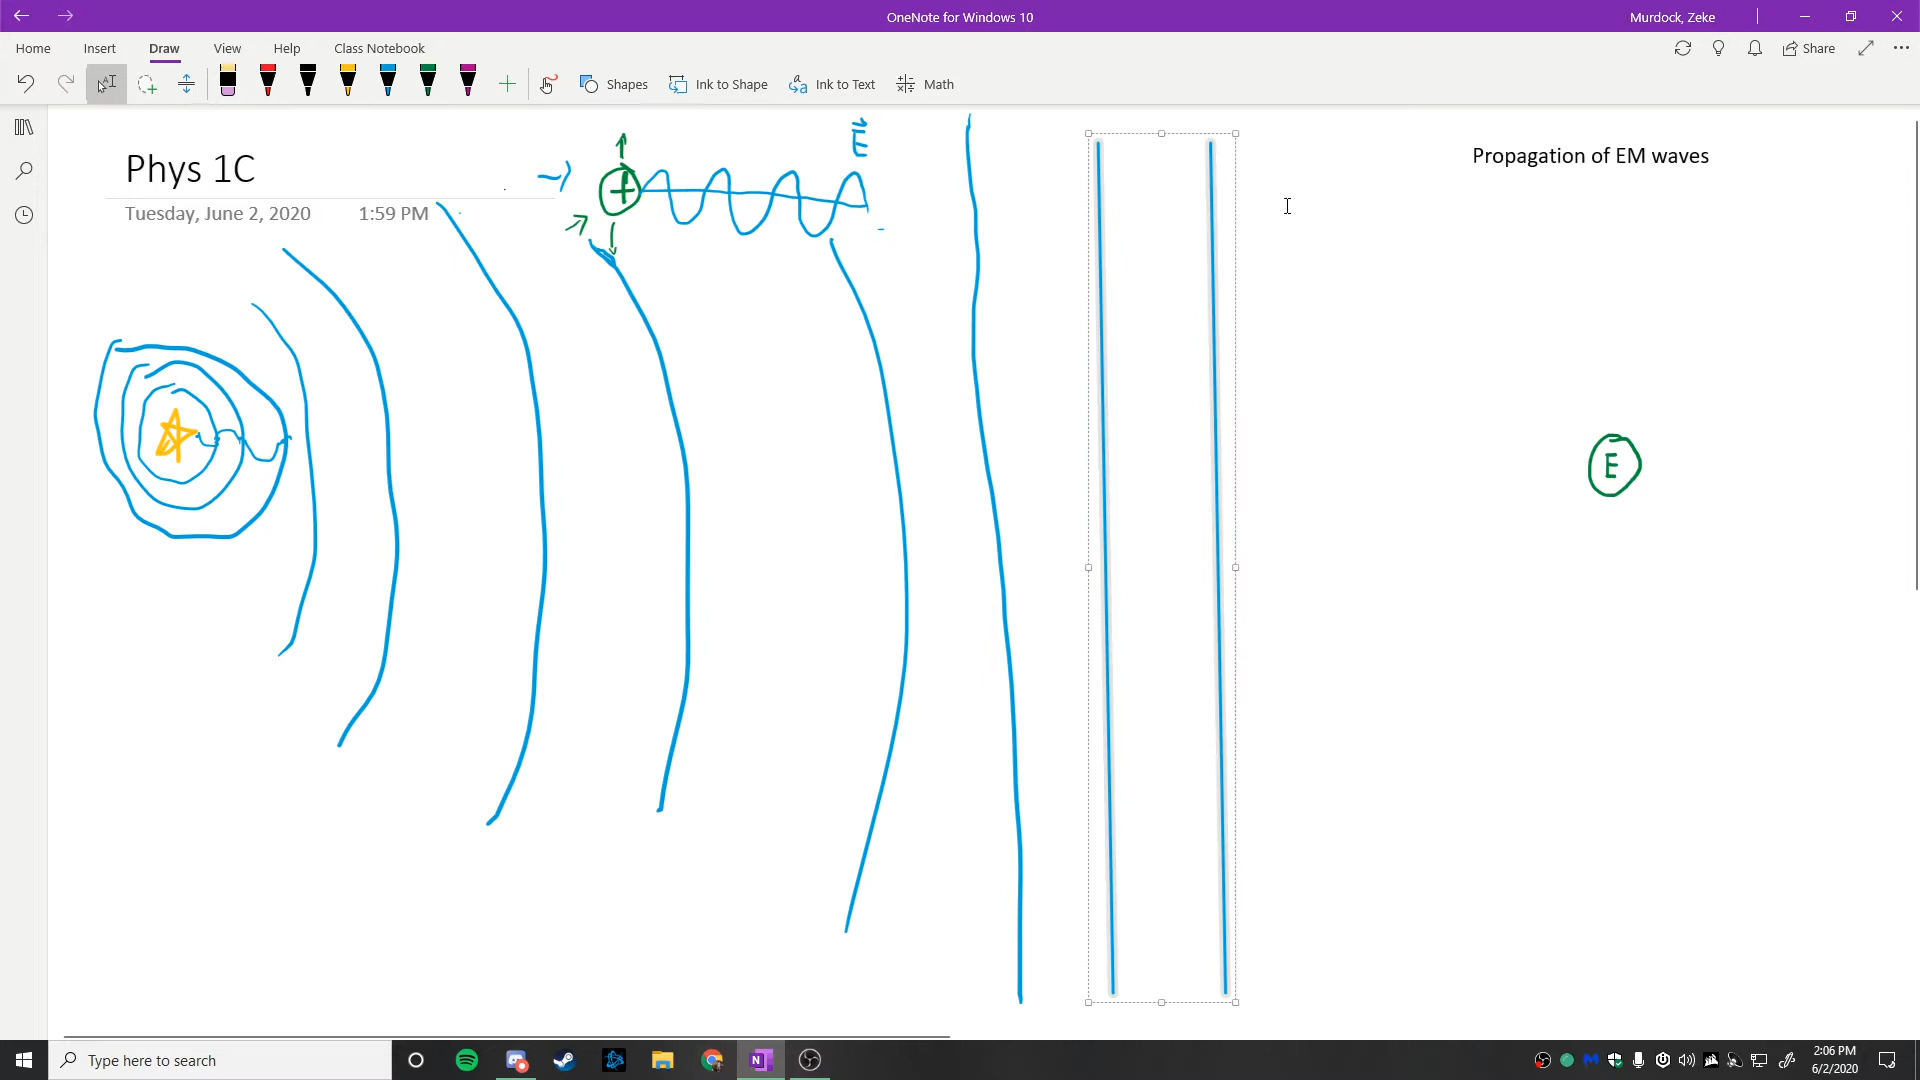 OneNote for Windows 10
Murdock, Zeke
Home Insert Draw View Help Class Notebook
Share
Shapes
Ink to Shape
Ink to Text
Math
Phys 1C
Tuesday, June 2, 2020 1:59 PM
+
E
Propagation of EM waves
E
Type here to search
2:06 PM
6/2/2020